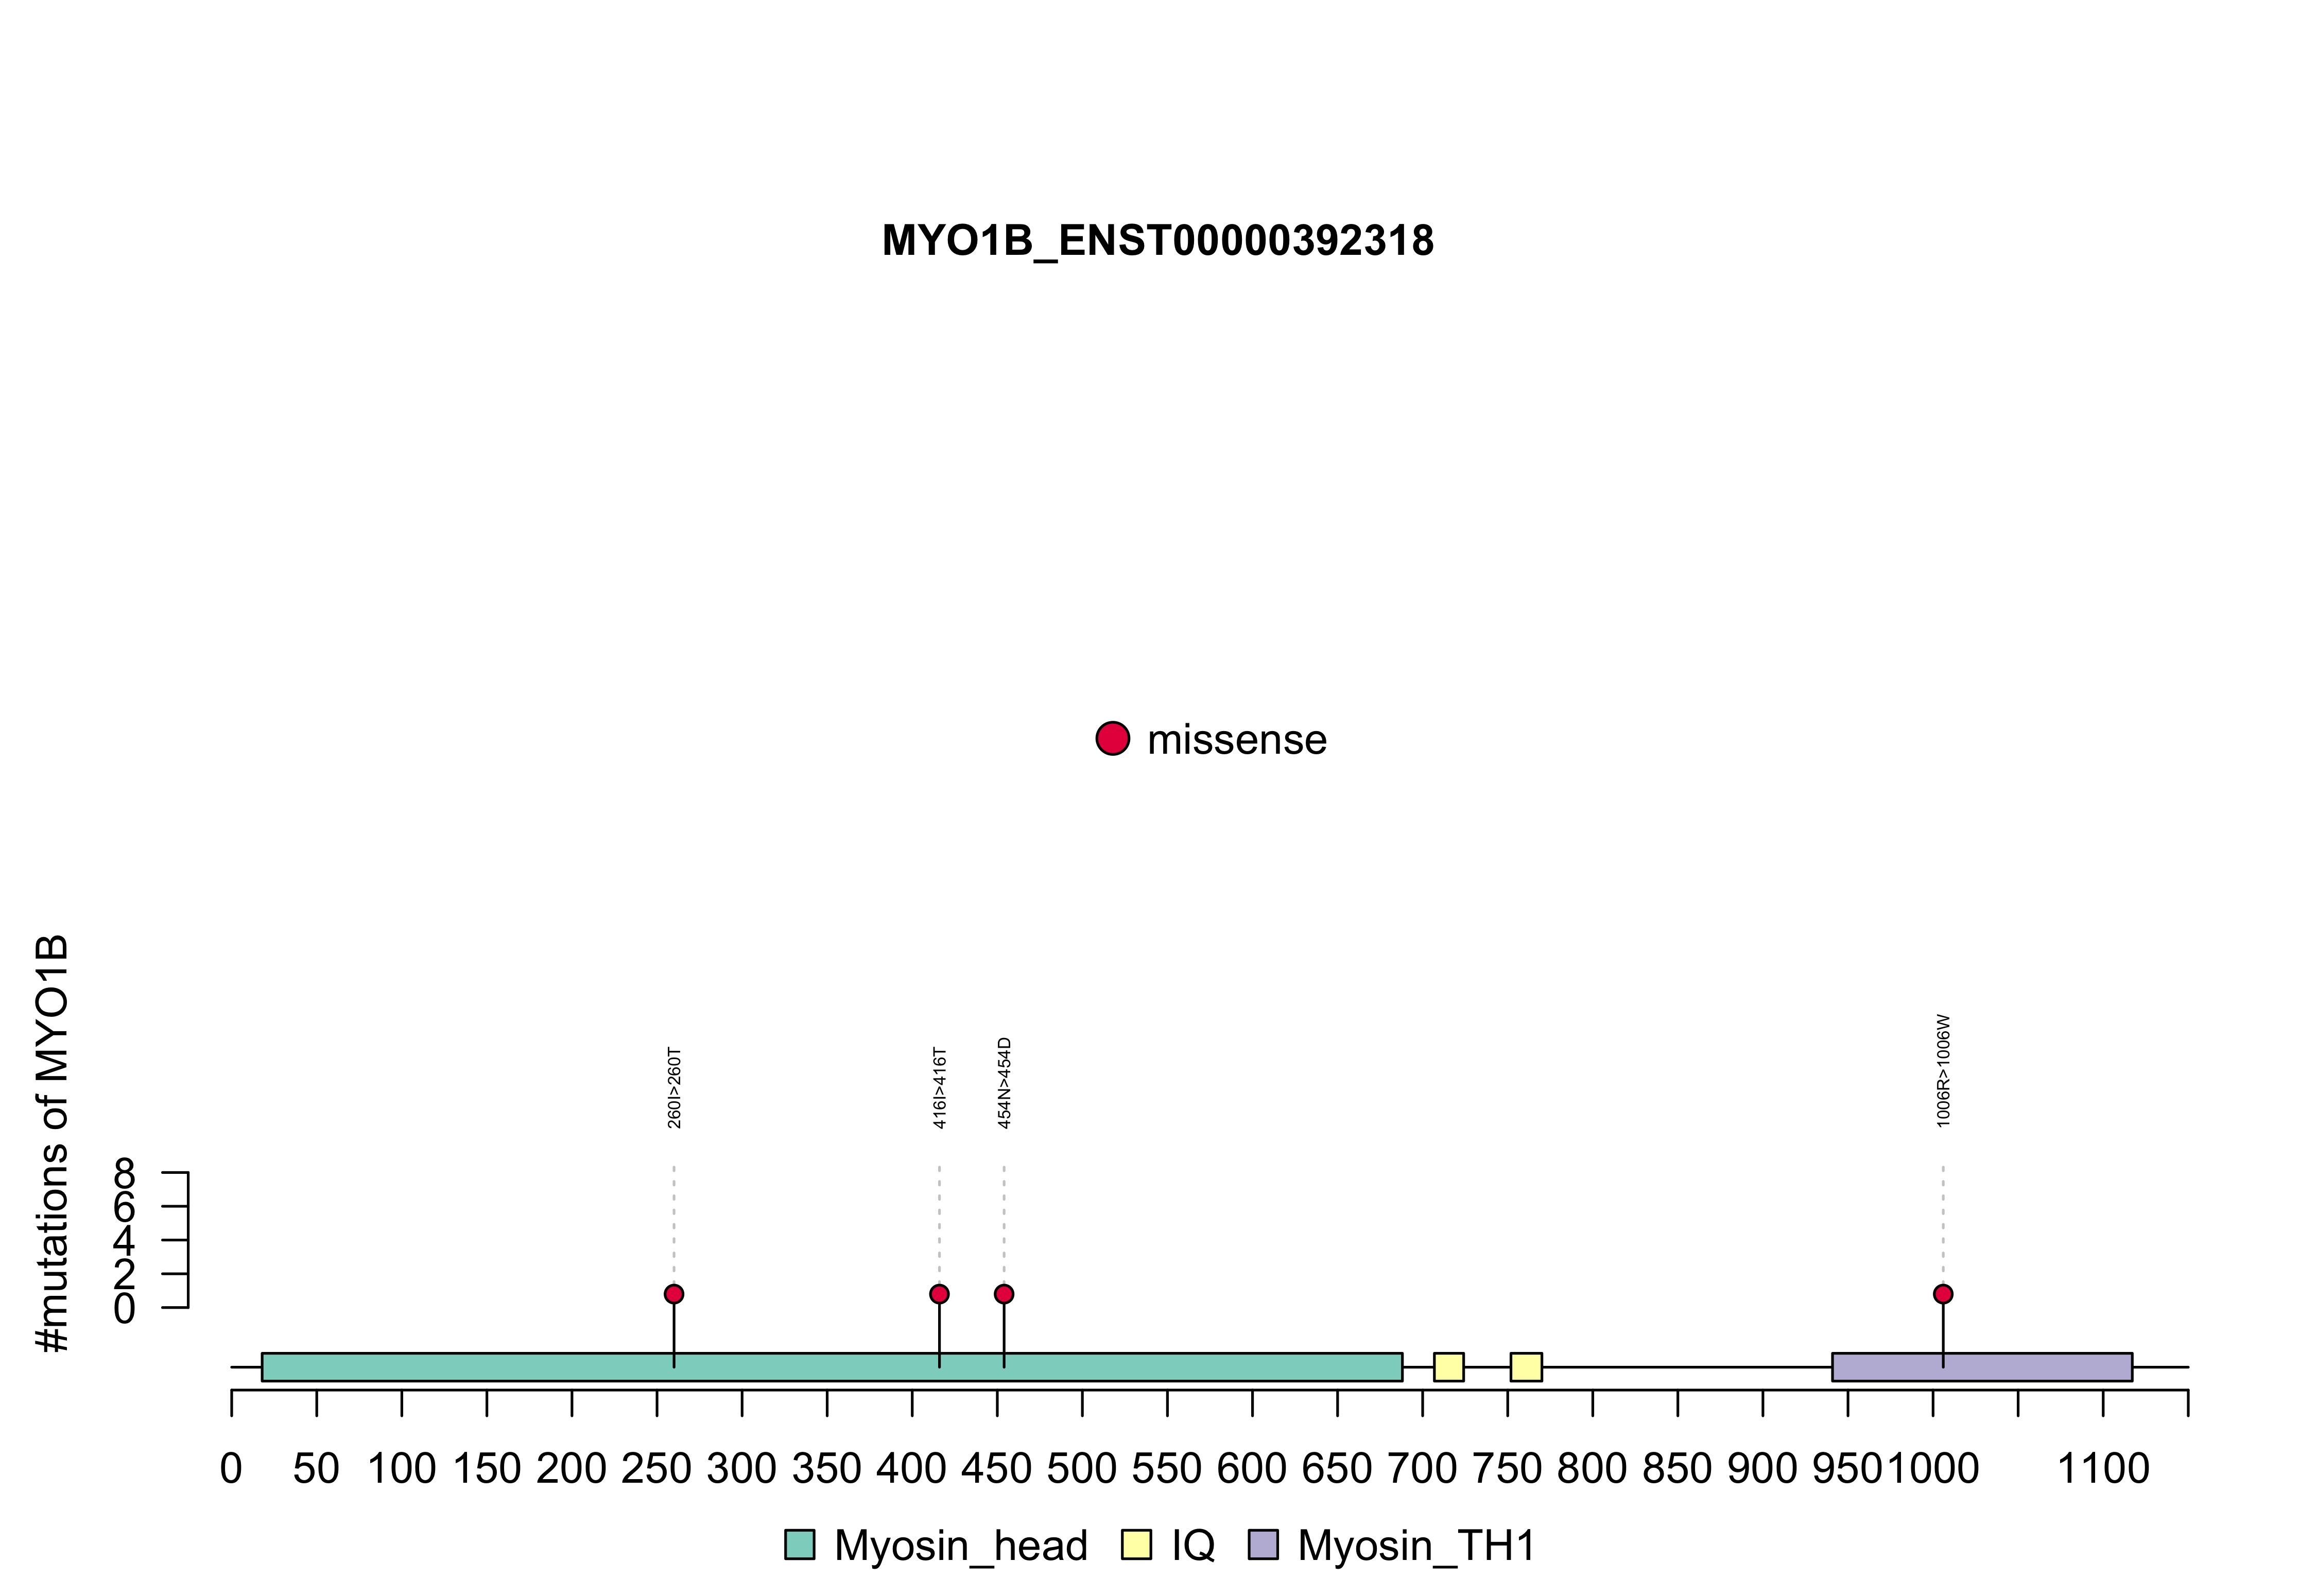 MYO1B_ENST00000392318
missense
#mutations of MYO1B
260I>260T
416I>416T
454N>454D
1006R>1006W
8
6
4
2
0
0 50 100 150 200 250 300 350 400 450 500 550 600 650 700 750 800 850 900 950 1000 1100
Myosin_head IQ Myosin_TH1